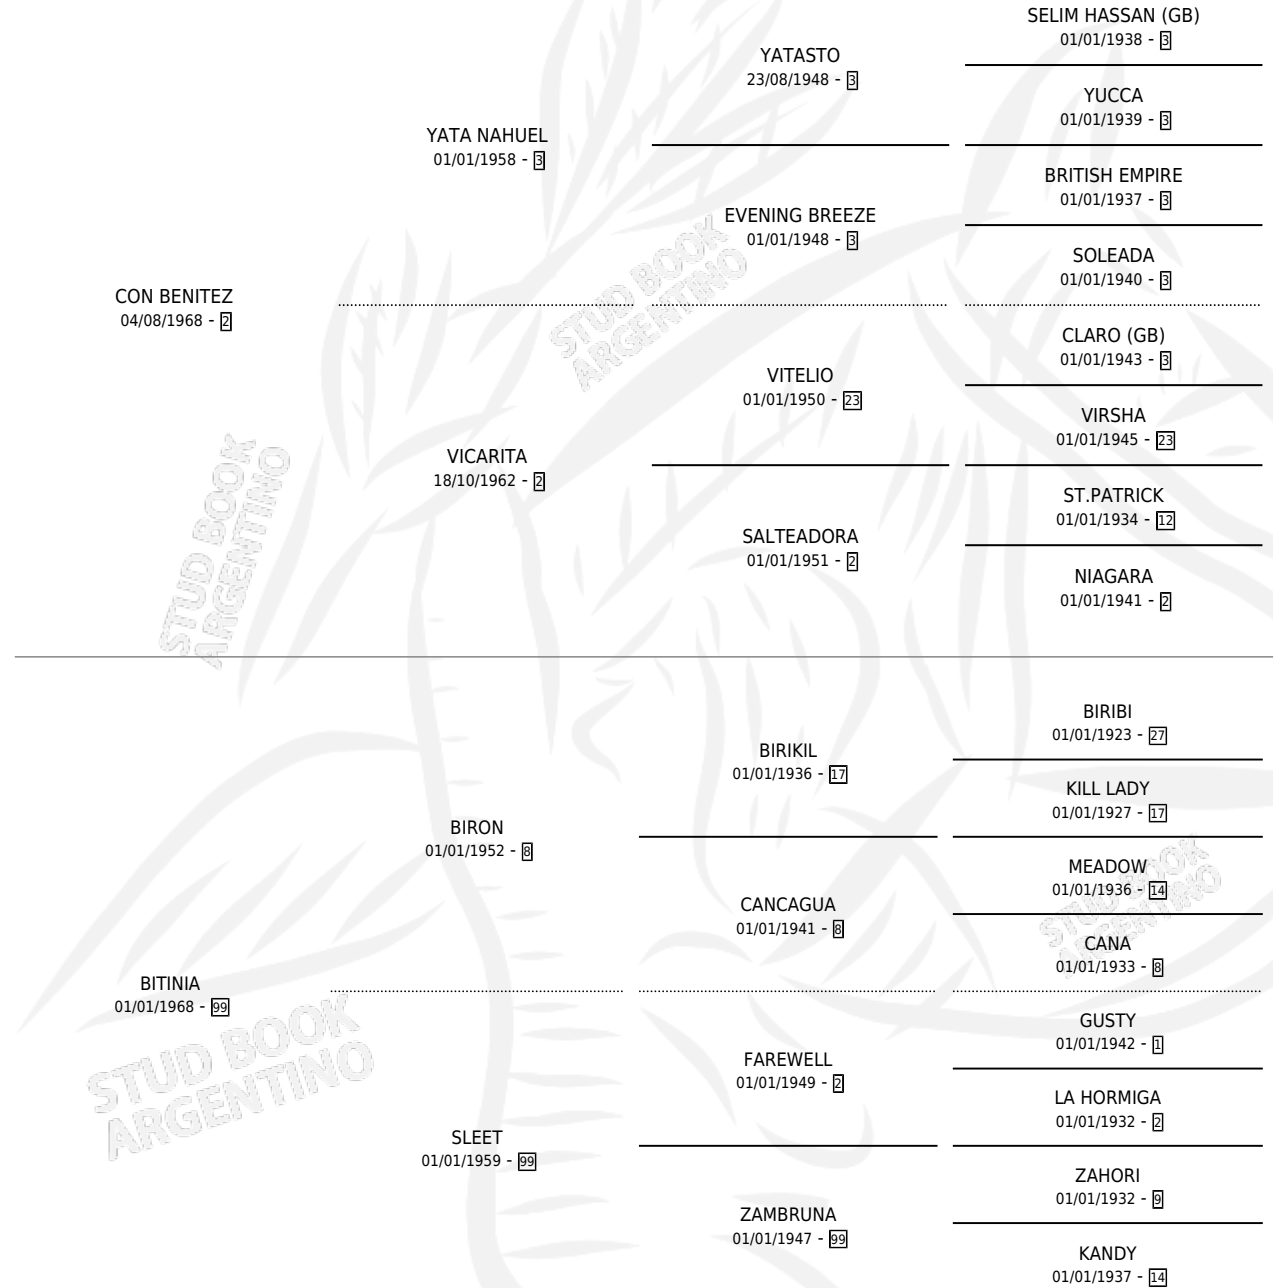 SELIM HASSAN (GB)
01/01/1938 - 3
YATASTO
23/08/1948 - 3
YUCCA
01/01/1939 - 3
YATA NAHUEL
01/01/1958 - 3
BRITISH EMPIRE
01/01/1937 - 3
EVENING BREEZE
01/01/1948 - 3
SOLEADA
01/01/1940 - 3
CON BENITEZ
04/08/1968 - 2
CLARO (GB)
01/01/1943 - 3
VITELIO
01/01/1950 - 23
VIRSHA
01/01/1945 - 23
VICARITA
18/10/1962 - 2
ST.PATRICK
01/01/1934 - 12
SALTEADORA
01/01/1951 - 2
NIAGARA
01/01/1941 - 2
BIRIBI
01/01/1923 - 27
BIRIKIL
01/01/1936 - 17
KILL LADY
01/01/1927 - 17
BIRON
01/01/1952 - 8
MEADOW
01/01/1936 - 14
CANCAGUA
01/01/1941 - 8
CANA
01/01/1933 - 8
BITINIA
01/01/1968 - 99
GUSTY
01/01/1942 - 1
FAREWELL
01/01/1949 - 2
LA HORMIGA
01/01/1932 - 2
SLEET
01/01/1959 - 99
ZAHORI
01/01/1932 - 9
ZAMBRUNA
01/01/1947 - 99
KANDY
01/01/1937 - 14
STUD BOOK
ARGENTINO
STUD BOOK
ARGENTINO
STUD BOOK
ARGENTINO
STUD BOOK
ARGENTINO